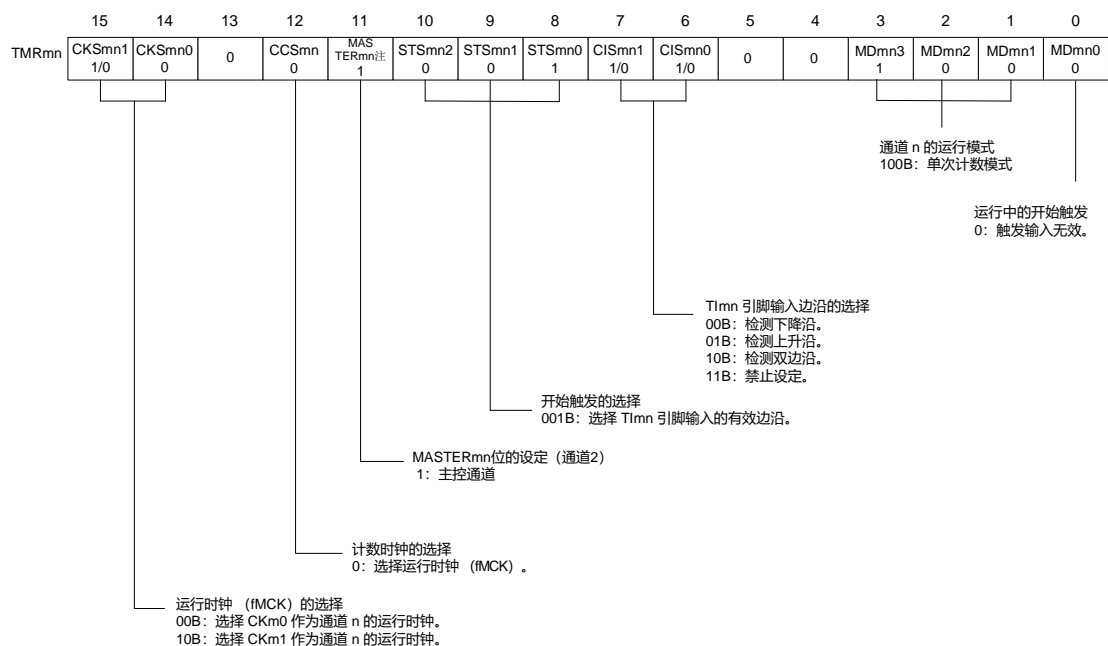 15 14 13 12 11 10 9 8 7 6 5 4 3 2 1 0
TMRmn CKSmn1 CKSmn0 0 CCSmn MAS TERmn注 STSmn2 STSmn1 STSmn0 CISmn1 CISmn0 0 0 MDmn3 MDmn2 MDmn1 MDmn0
1/0 0 0 1 0 0 1 1/0 1/0 1 0 0 0
通道 n 的运行模式
100B：单次计数模式
运行中的开始触发
0：触发输入无效。
TImn 引脚输入边沿的选择
00B：检测下降沿。
01B：检测上升沿。
10B：检测双边沿。
11B：禁止设定。
开始触发的选择
001B：选择 TImn 引脚输入的有效边沿。
MASTERmn位的设定（通道2）
1：主控通道
计数时钟的选择
0：选择运行时钟 （fMCK）。
运行时钟 （fMCK）的选择
00B：选择 CKm0 作为通道 n 的运行时钟。
10B：选择 CKm1 作为通道 n 的运行时钟。